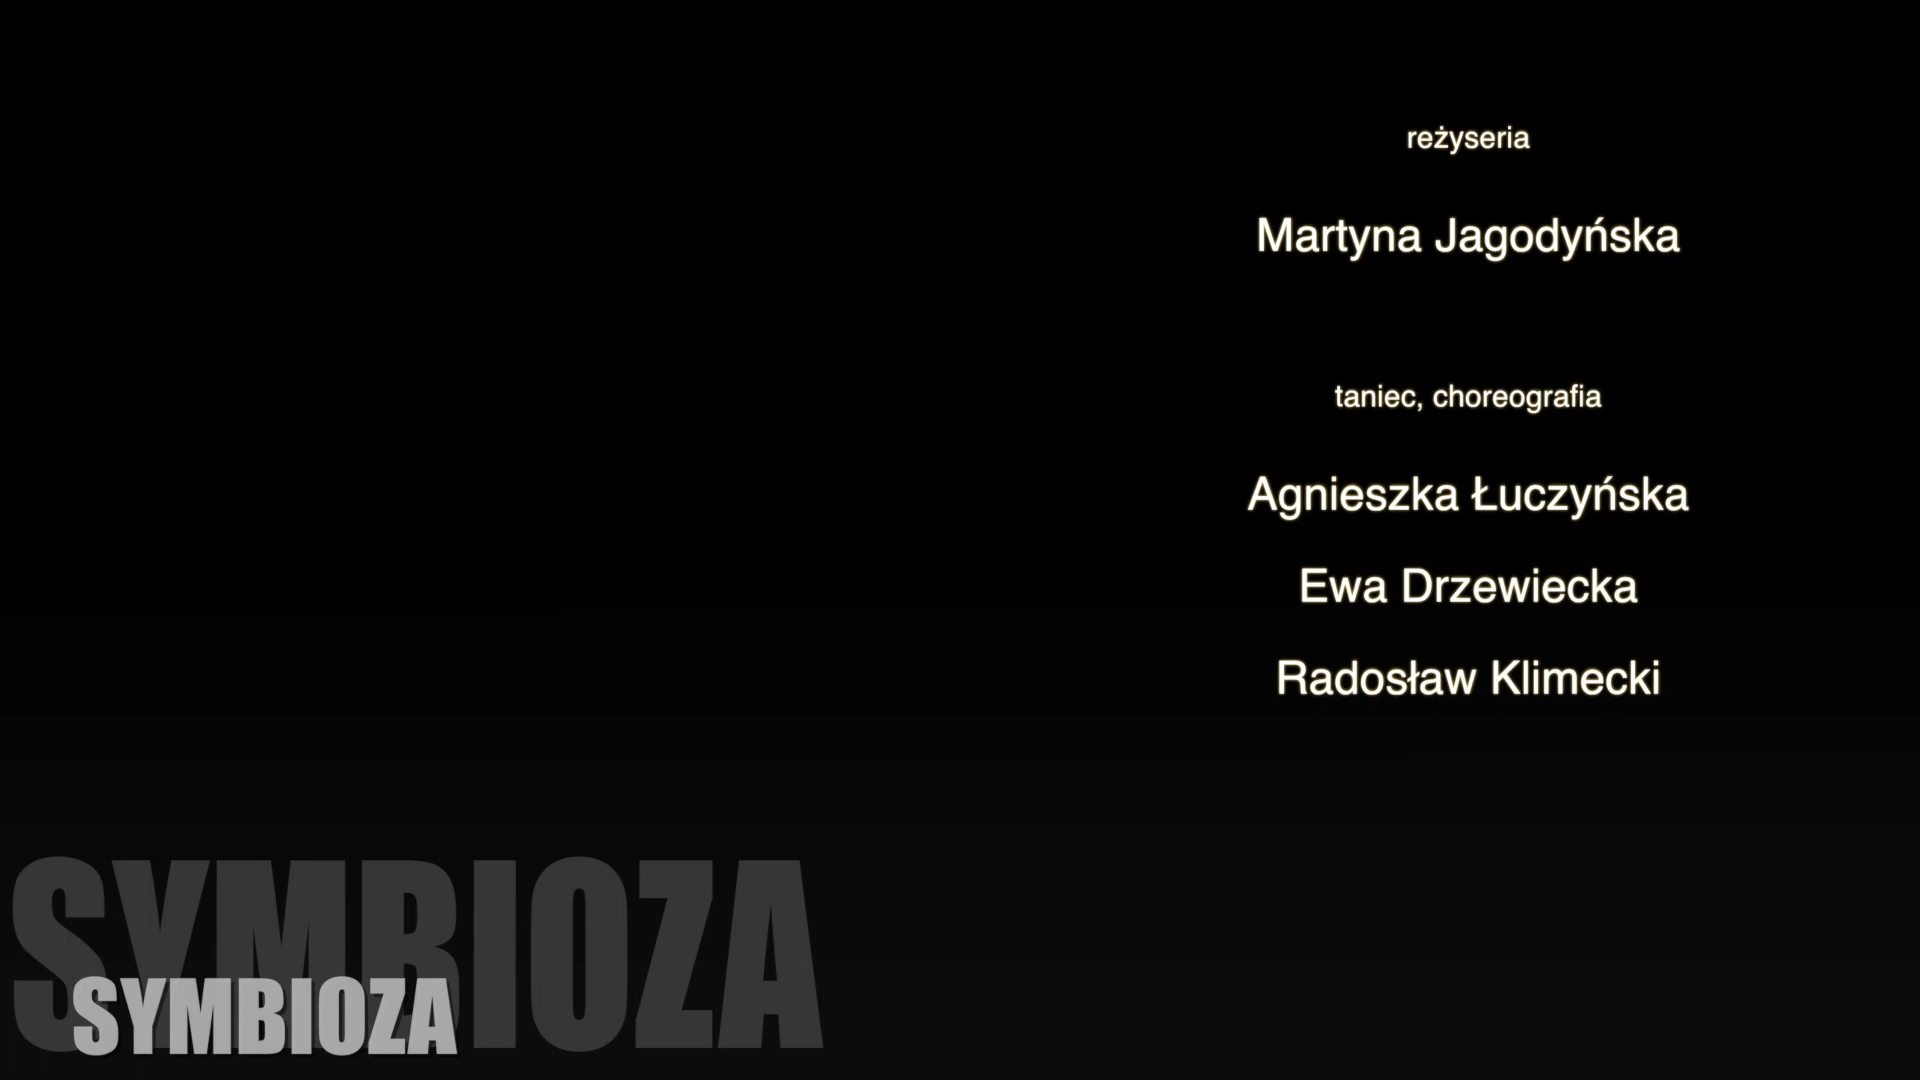 reżyseria
Martyna Jagodyńska
taniec, choreografia
Agnieszka Łuczyńska
Ewa Drzewiecka
Radosław Klimecki
SYMBIOZA
SYMBIOZA